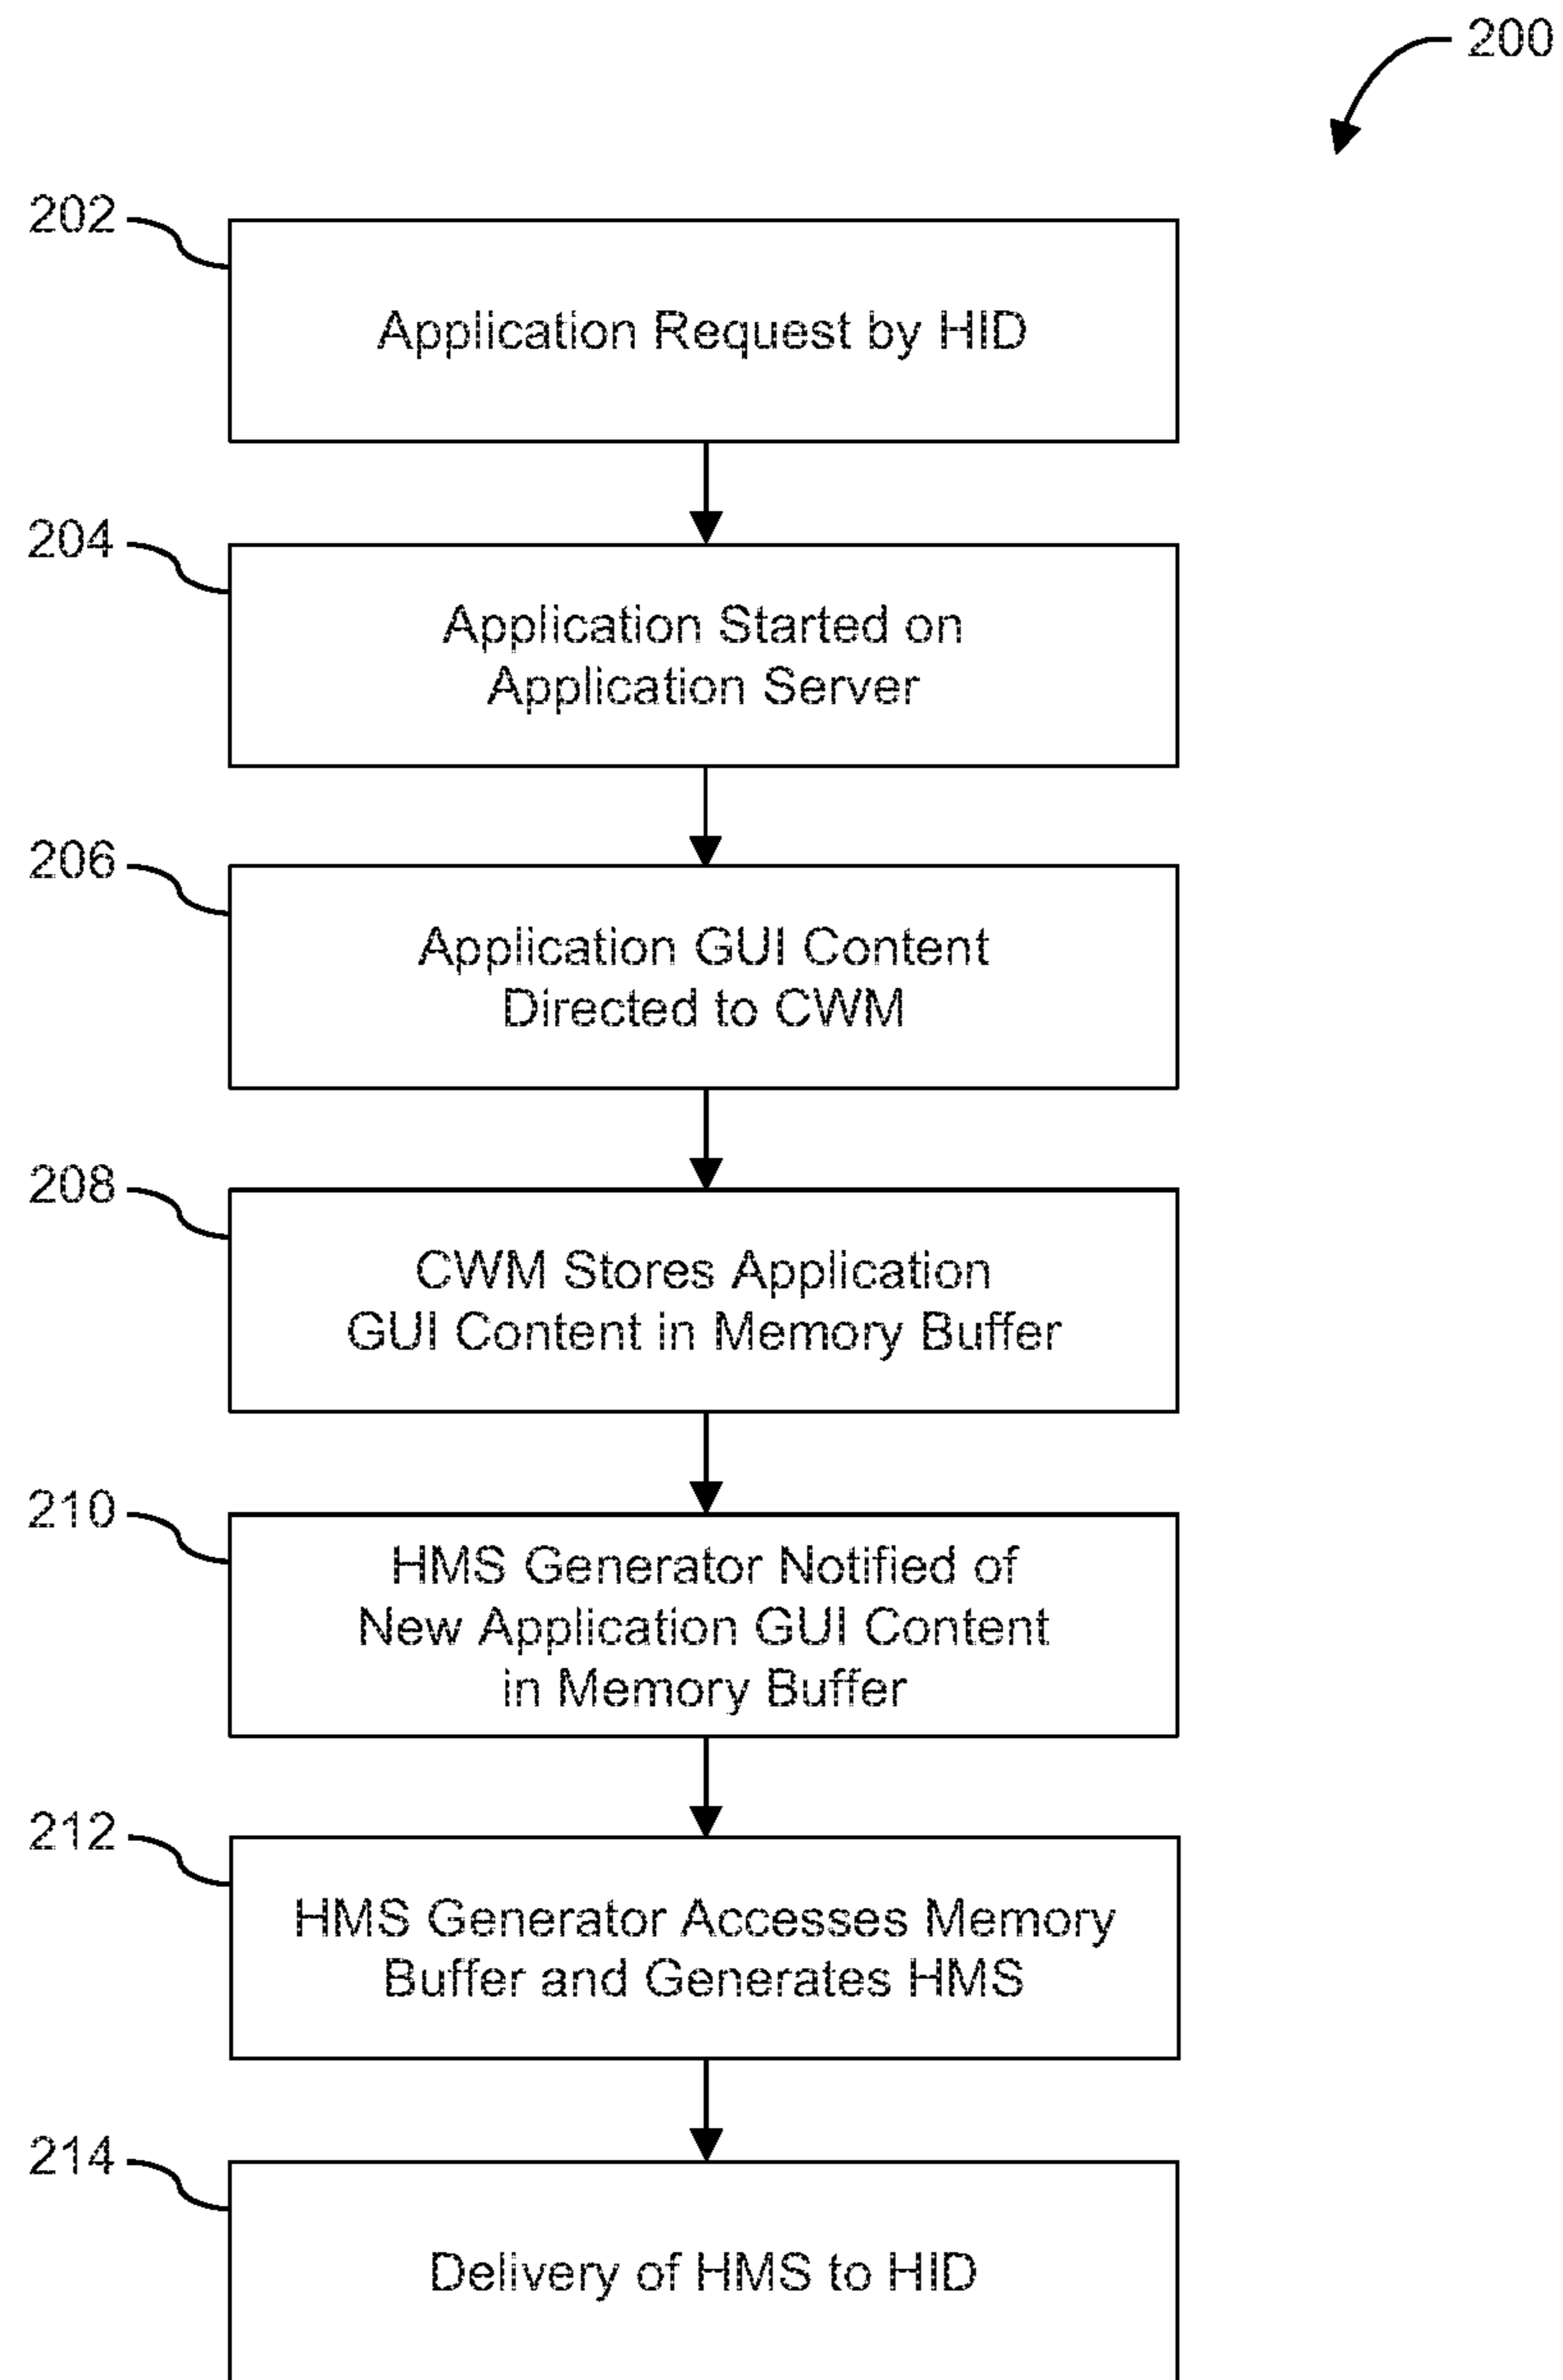 200
202
Application Request by HID
204
Application Started on
Application Server
206
Application GUI Content
Directed to CWM
208
CWM Stores Application
GUI Content in Memory Buffer
210
HMS Generator Notified of
New Application GUI Content
in Memory Buffer
212
HMS Generator Accesses Memory
Buffer and Generates HMS
214
Delivery of HMS to HID